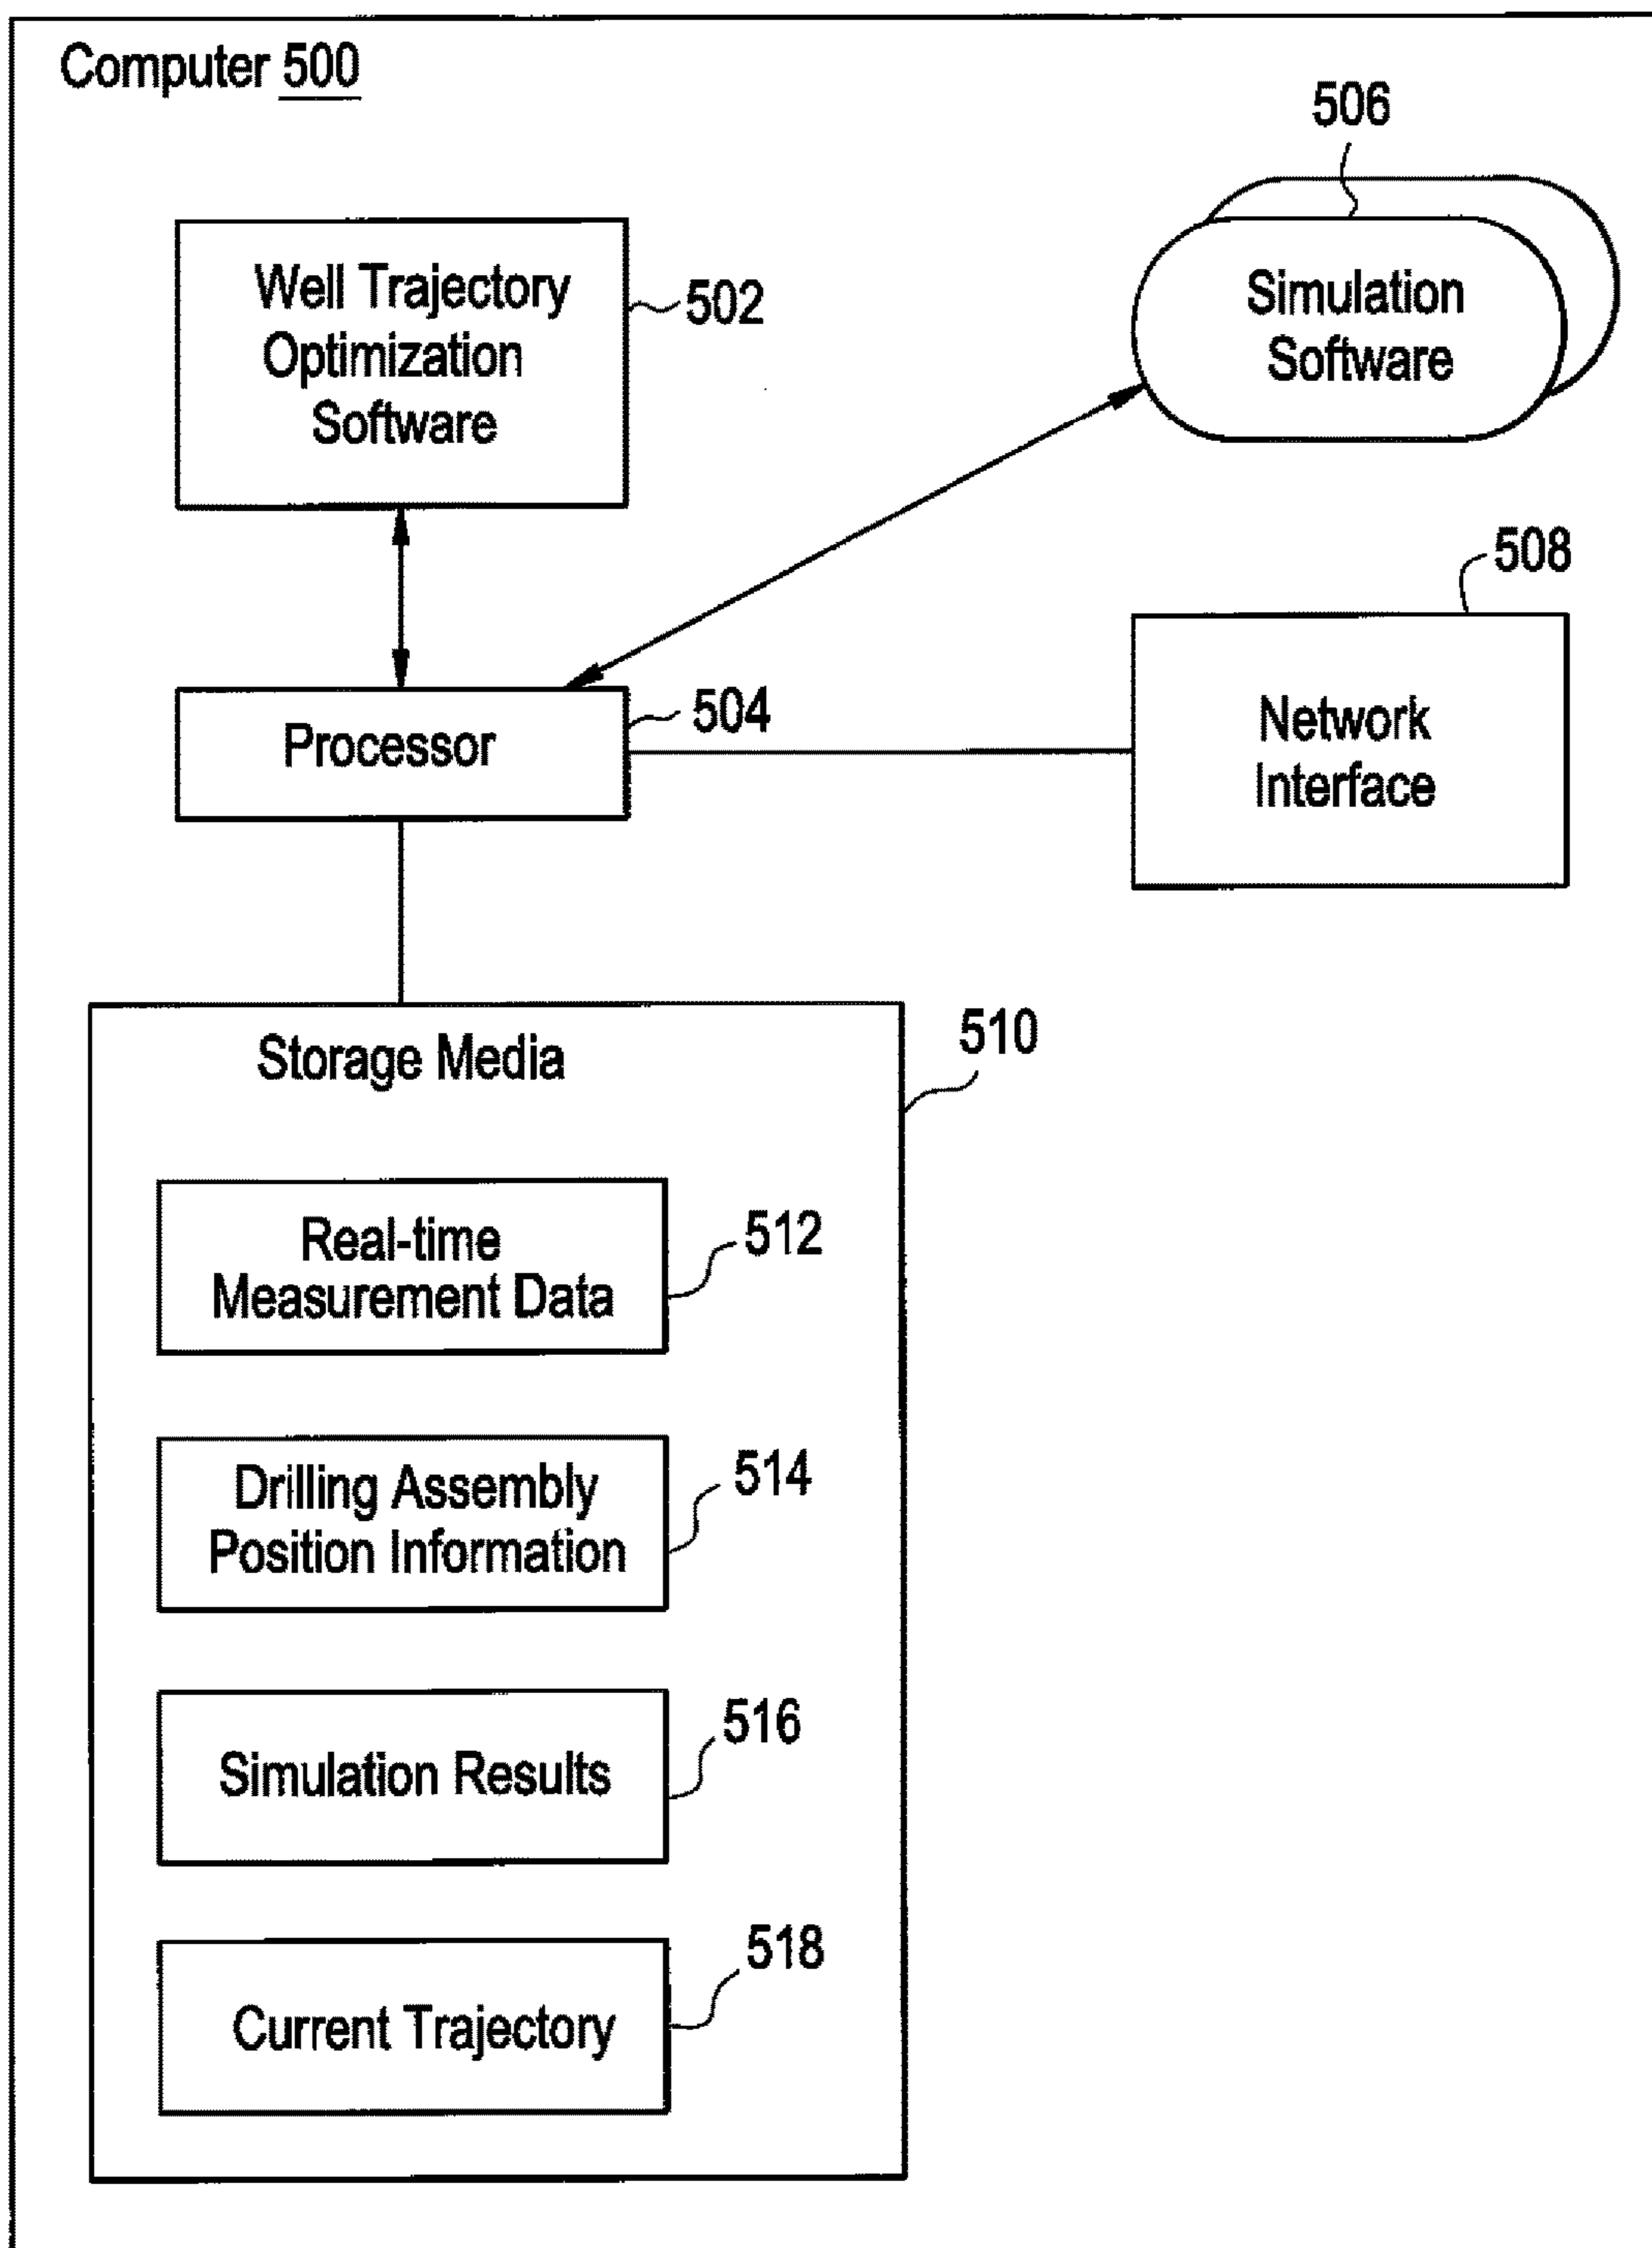 Computer 500
506
Well Trajectory
Optimization
Software
502
Simulation
Software
508
Processor
504
Network
Interface
Storage Media
510
Real-time
Measurement Data
512
Drilling Assembly
Position Information
514
Simulation Results
516
Current Trajectory
518